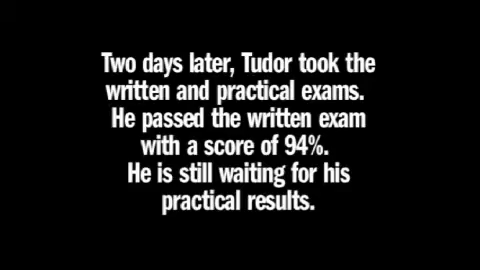 Two days later, Tudor took the
written and practical exams.
He passed the written exam
with a score of 94%.
He is still waiting for his
practical results.